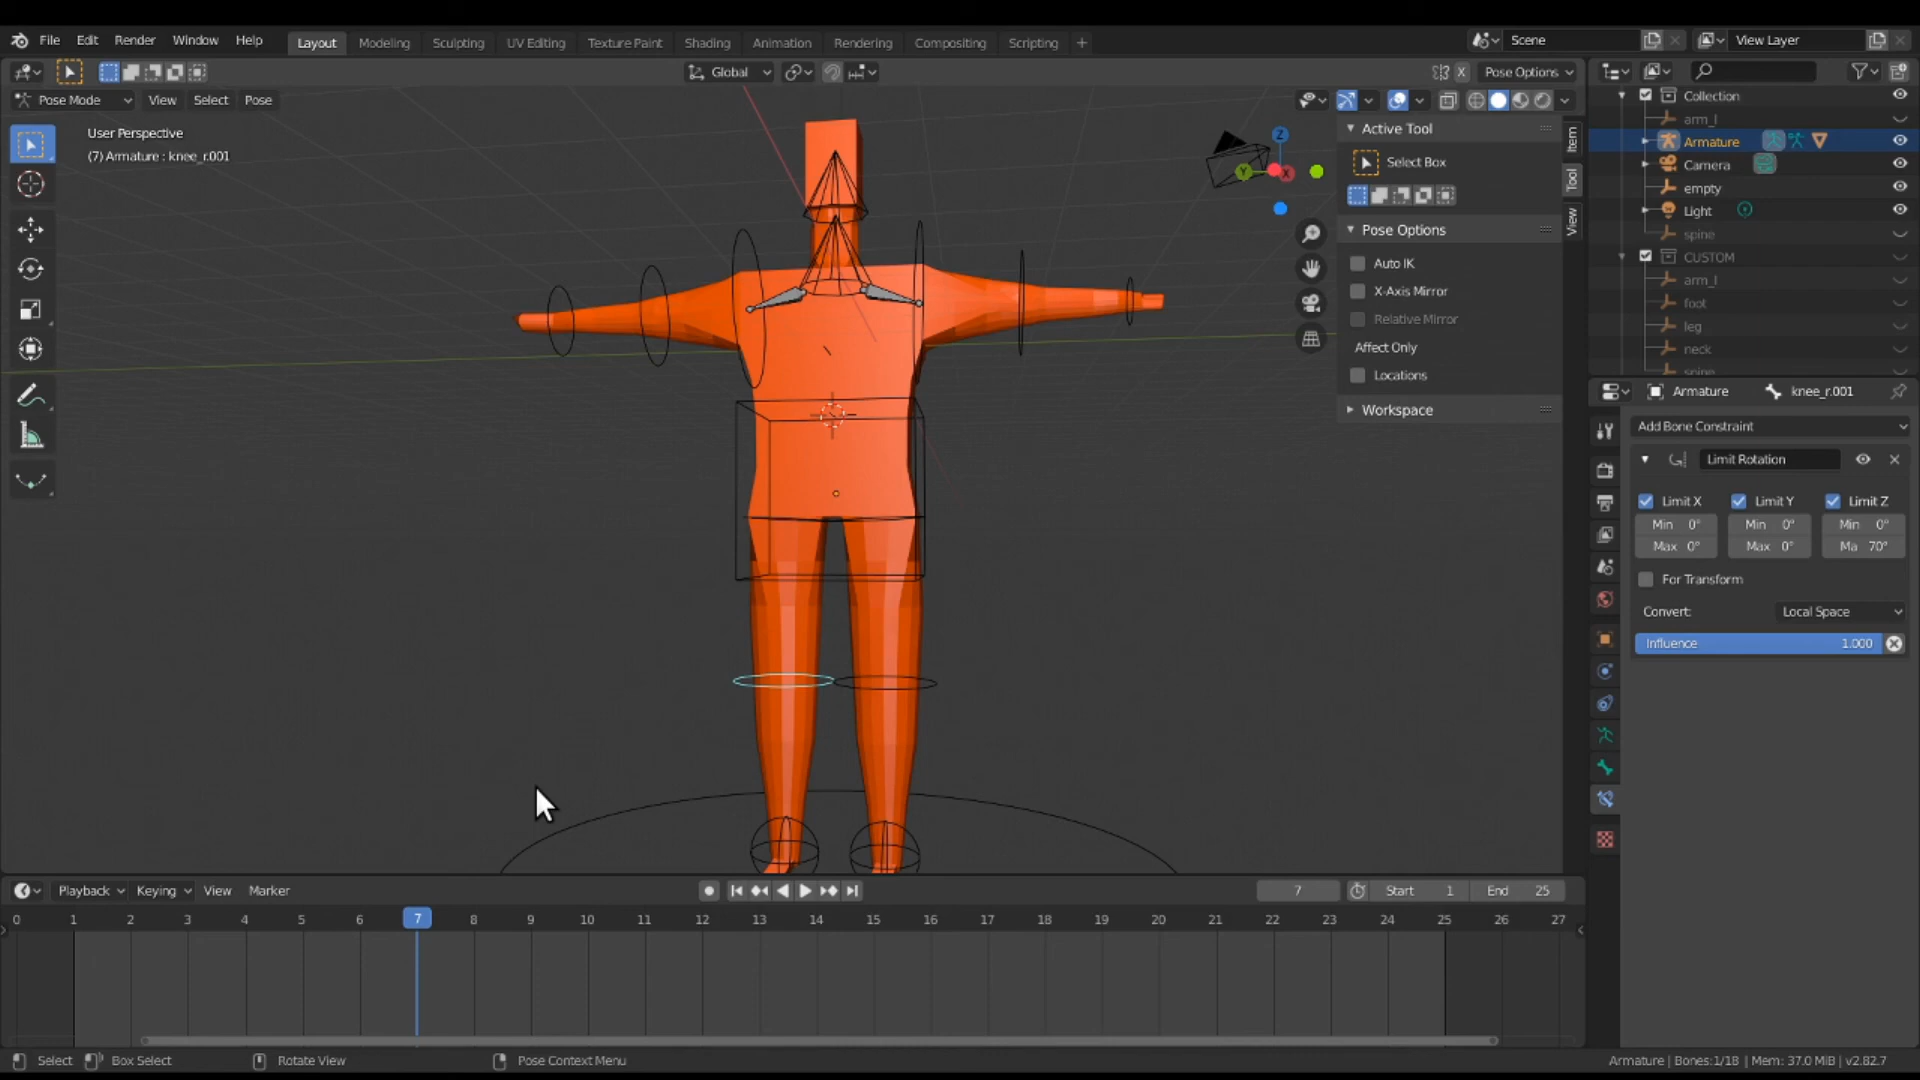 File Edit Render Window Help Layout Modeling Sculpting UV Editing Texture Paint Shading Animation Rendering Compositing Scripting + Scene View Layer
Global X Pose Options
Pose Mode View Select Pose
User Perspective
(7) Armature : knee_r.001
Z
Y
X
Active Tool
Select Box
Pose Options
Auto IK
X-Axis Mirror
Relative Mirror
Affect Only
Locations
Workspace
Item
Tool
View
Collection
arm_l
Armature
Camera
empty
Light
spine
CUSTOM
arm_l
foot
leg
neck
spine
Armature knee_r.001
Add Bone Constraint
Limit Rotation
Limit X Limit Y Limit Z
Min 0° Min 0° Min 0°
Max 0° Max 0° Ma 70°
For Transform
Convert: Local Space
Influence 1.000
Playback Keying View Marker 7 Start 1 End 25
0 1 2 3 4 5 6 7 8 9 10 11 12 13 14 15 16 17 18 19 20 21 22 23 24 25 26 27
Select Box Select Rotate View Pose Context Menu Armature | Bones:1/18 | Mem: 37.0 MiB | v2.82.7